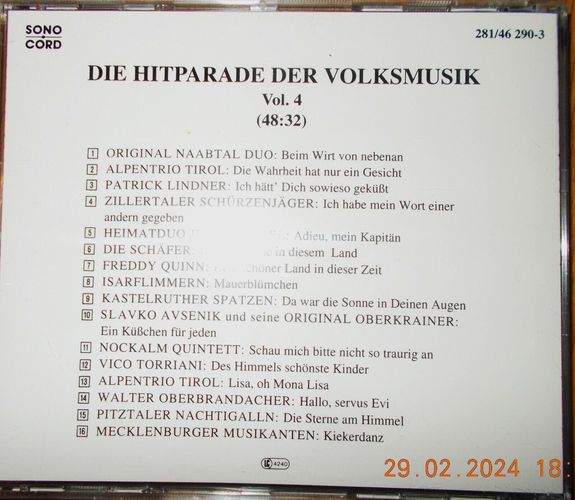 SONO
CORD
281/46 290-3
DIE HITPARADE DER VOLKSMUSIK
Vol. 4
(48:32)
1 ORIGINAL NAABTAL DUO: Beim Wirt von nebenan
2 ALPENTRIO TIROL: Die Wahrheit hat nur ein Gesicht
3 PATRICK LINDNER: Ich hätt' Dich sowieso geküßt
4 ZILLERTALER SCHÜRZENJÄGER: Ich habe mein Wort einer
andern gegeben
5 HEIMATDUO Adieu, mein Kapitän
6 DIE SCHÄFER: in diesem Land
7 FREDDY QUINN: schöner Land in dieser Zeit
8 ISARFLIMMERN: Mauerblümchen
9 KASTELRUTHER SPATZEN: Da war die Sonne in Deinen Augen
10 SLAVKO AVSENIK und seine ORIGINAL OBERKRAINER:
Ein Küßchen für jeden
11 NOCKALM QUINTETT: Schau mich bitte nicht so traurig an
12 VICO TORRIANI: Des Himmels schönste Kinder
13 ALPENTRIO TIROL: Lisa, oh Mona Lisa
14 WALTER OBERBRANDACHER: Hallo, servus Evi
15 PITZTALER NACHTIGALLN: Die Sterne am Himmel
16 MECKLENBURGER MUSIKANTEN: Kiekerdanz
LC 4240
29.02.2024 18: